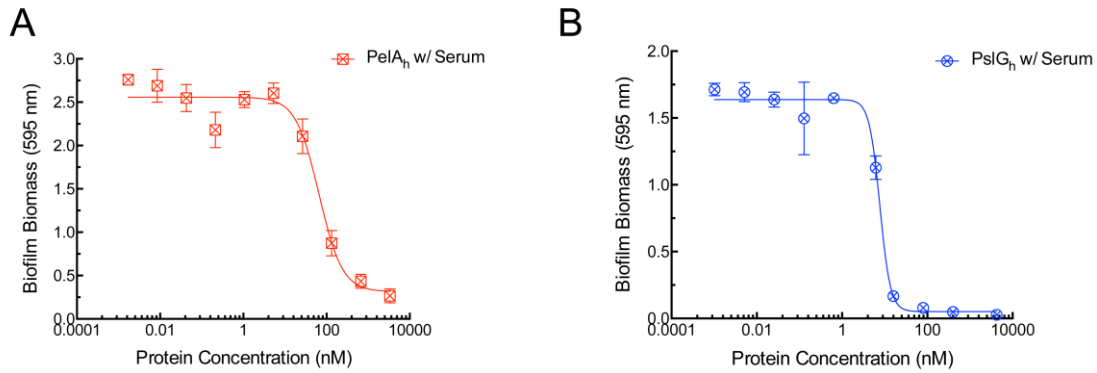 A
PelAh w/ Serum
3.0
2.5
2.0
1.5
1.0
0.5
0.0
Biofilm Biomass (595 nm)
0.0001
0.01
1
100
10000
Protein Concentration (nM)
B
PslGh w/ Serum
2.0
1.5
1.0
0.5
0.0
Biofilm Biomass (595 nm)
0.0001
0.01
1
100
10000
Protein Concentration (nM)